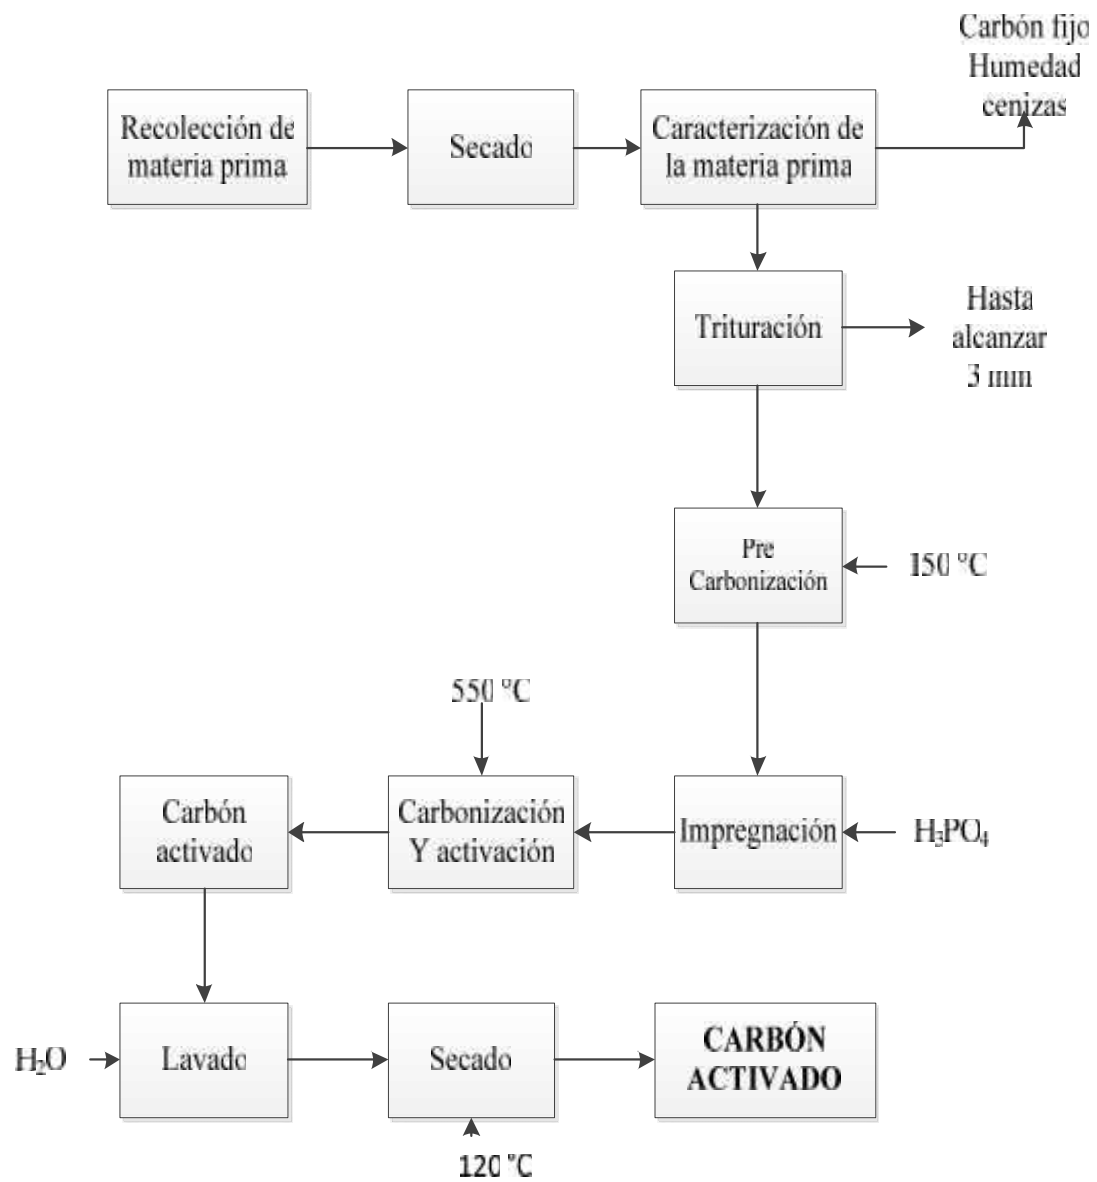 Carbón fijo
Humedad
cenizas
Recolección de
materia prima
Secado
Caracterización de
la materia prima
Trituración
Hasta
alcanzar
3 mm
Pre
Carbonización
150 °C
550 °C
Carbón
activado
Carbonización
Y activación
Impregnación
H₃PO₄
H₂O
Lavado
Secado
CARBÓN
ACTIVADO
120 °C